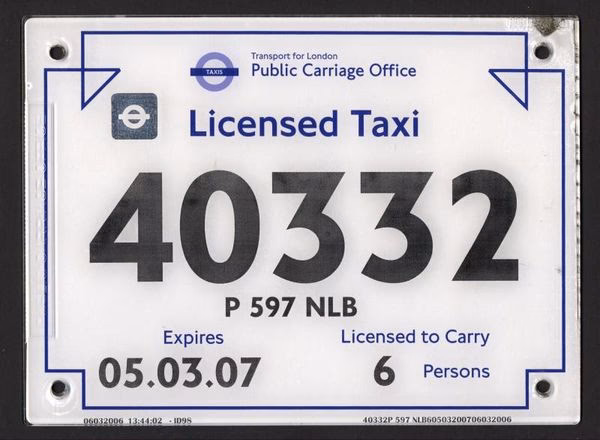 Transport for London
TAXIS
Public Carriage Office
Licensed Taxi
40332
P 597 NLB
Expires
Licensed to Carry
05.03.07
6 Persons
06032006 13:44:02 - ID98
40332P 597 NLB60503200706032006